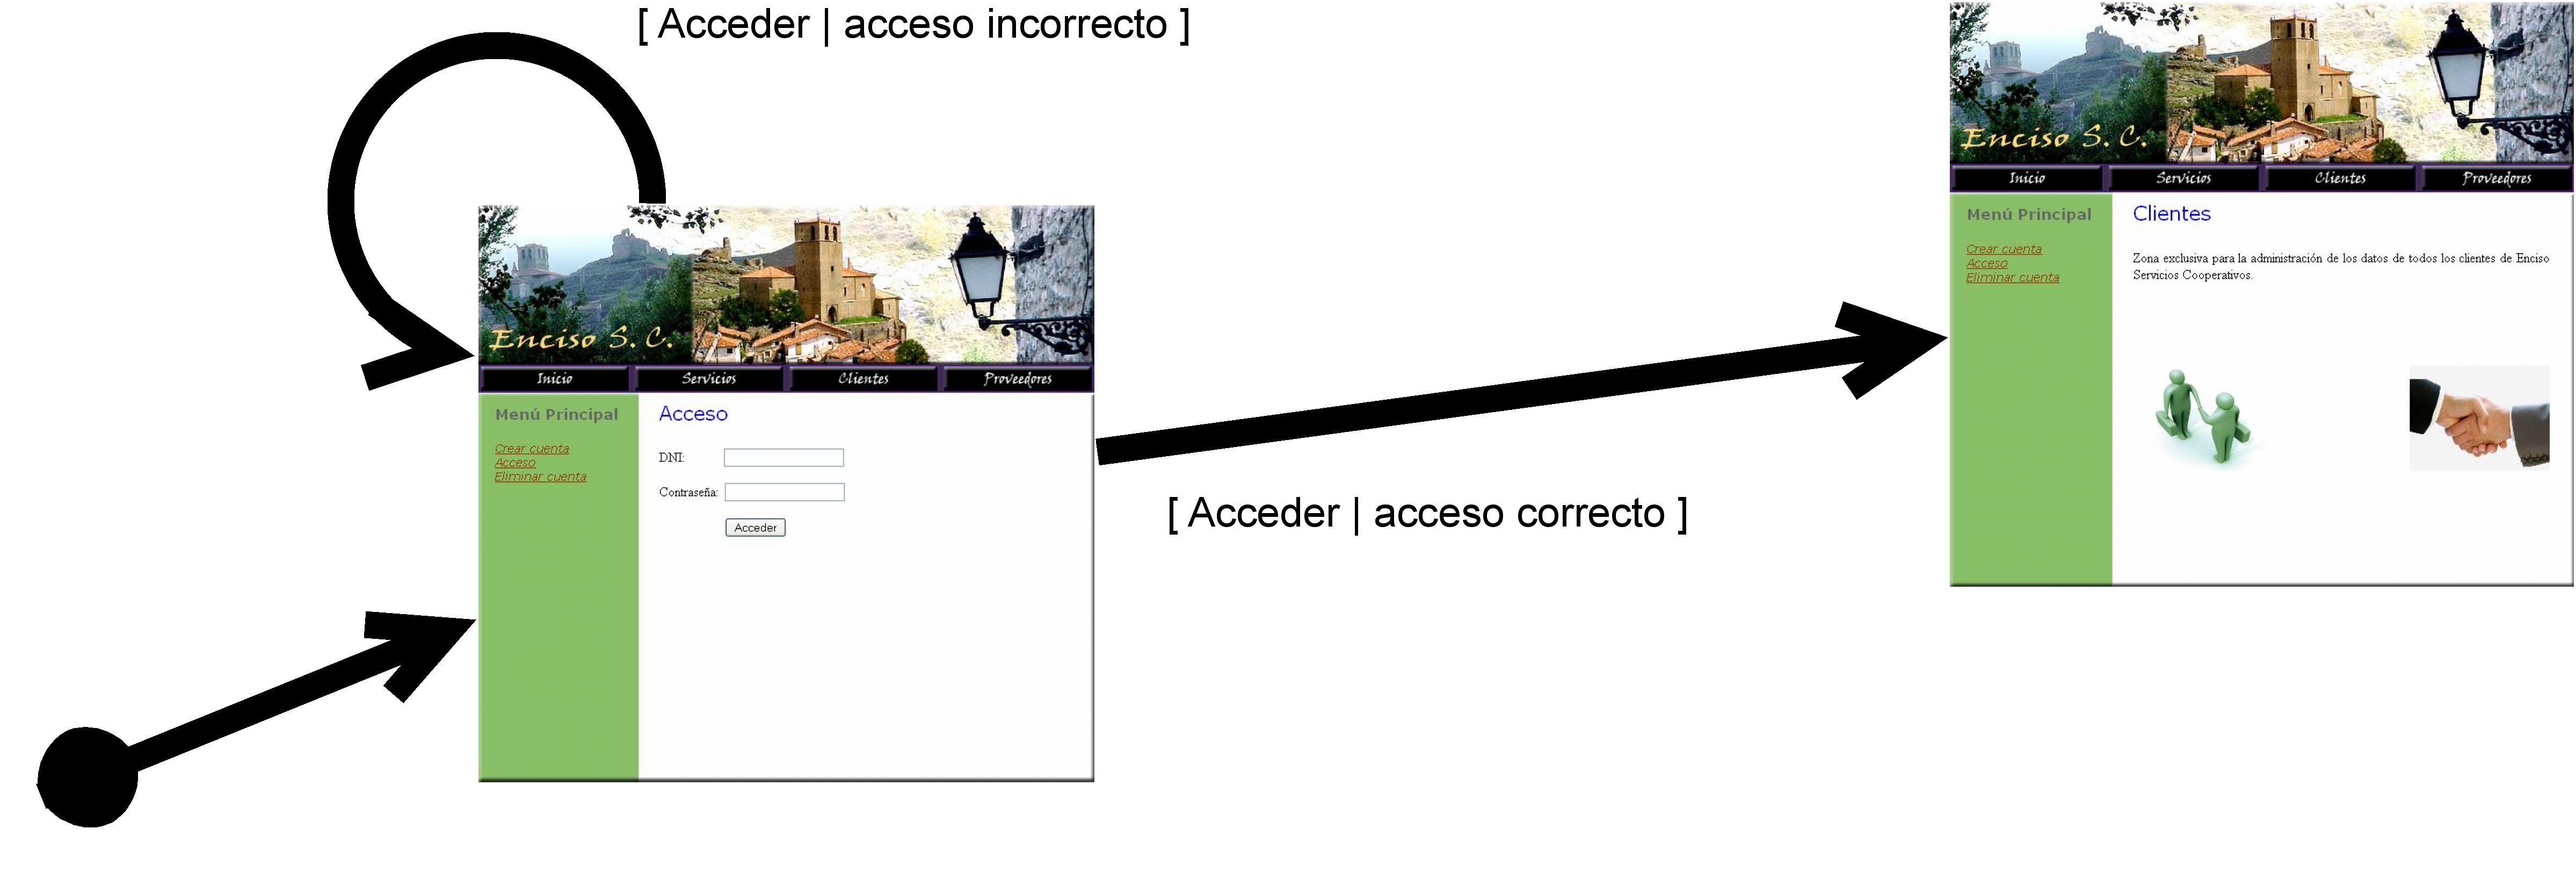 [ Acceder | acceso incorrecto ]
Enciso S. C.
Inicio Servicios Clientes Proveedores
Menú Principal
Crear cuenta
Acceso
Eliminar cuenta
Acceso
DNI:
Contraseña:
Acceder
[ Acceder | acceso correcto ]
Enciso S. C.
Inicio Servicios Clientes Proveedores
Menú Principal
Crear cuenta
Acceso
Eliminar cuenta
Clientes
Zona exclusiva para la administración de los datos de todos los clientes de Enciso
Servicios Cooperativos.